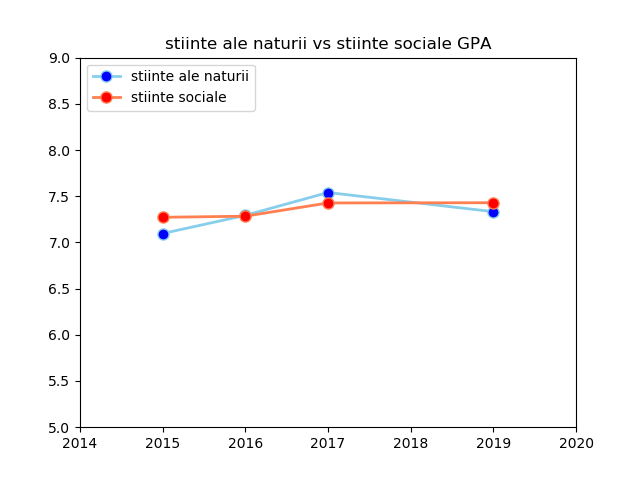 stiinte ale naturii vs stiinte sociale GPA
9.0
stiinte ale naturii
stiinte sociale
8.5
8.0
7.5
7.0
6.5
6.0
5.5
5.0
2014 2015 2016 2017 2018 2019 2020